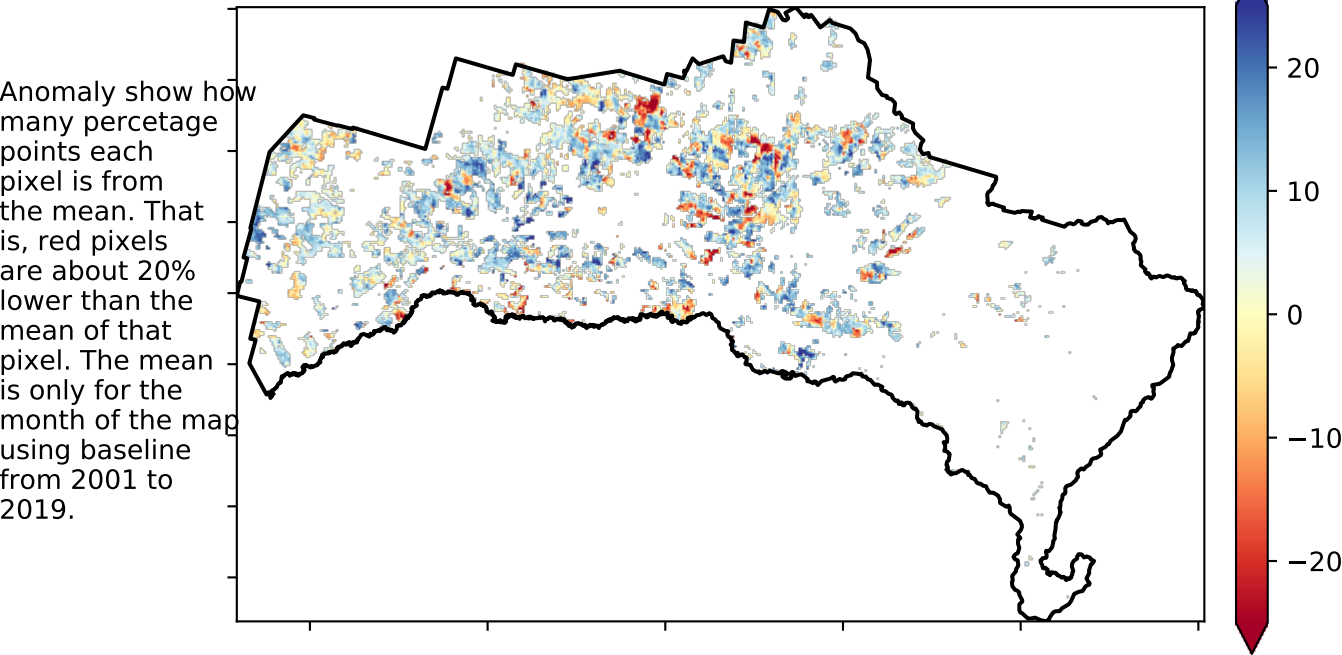 Anomaly show how
many percetage
points each
pixel is from
the mean. That
is, red pixels
are about 20%
lower than the
mean of that
pixel. The mean
is only for the
month of the map
using baseline
from 2001 to
2019.
20
10
0
−10
−20